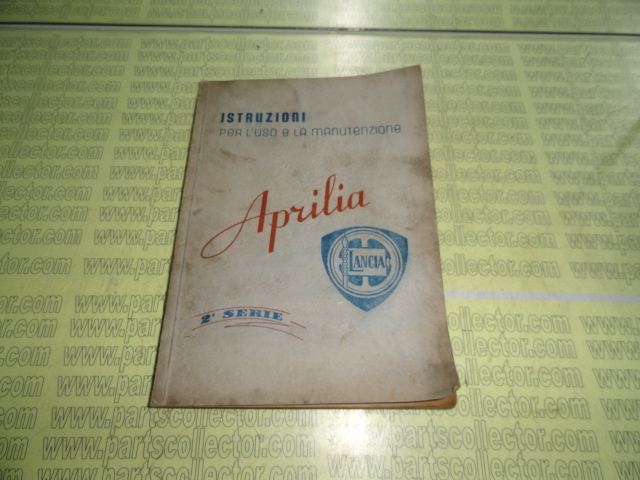 ISTRUZIONI
PER L'USO E LA MANUTENZIONE
Aprilia
LANCIA
2ª SERIE
www.partscollector.com